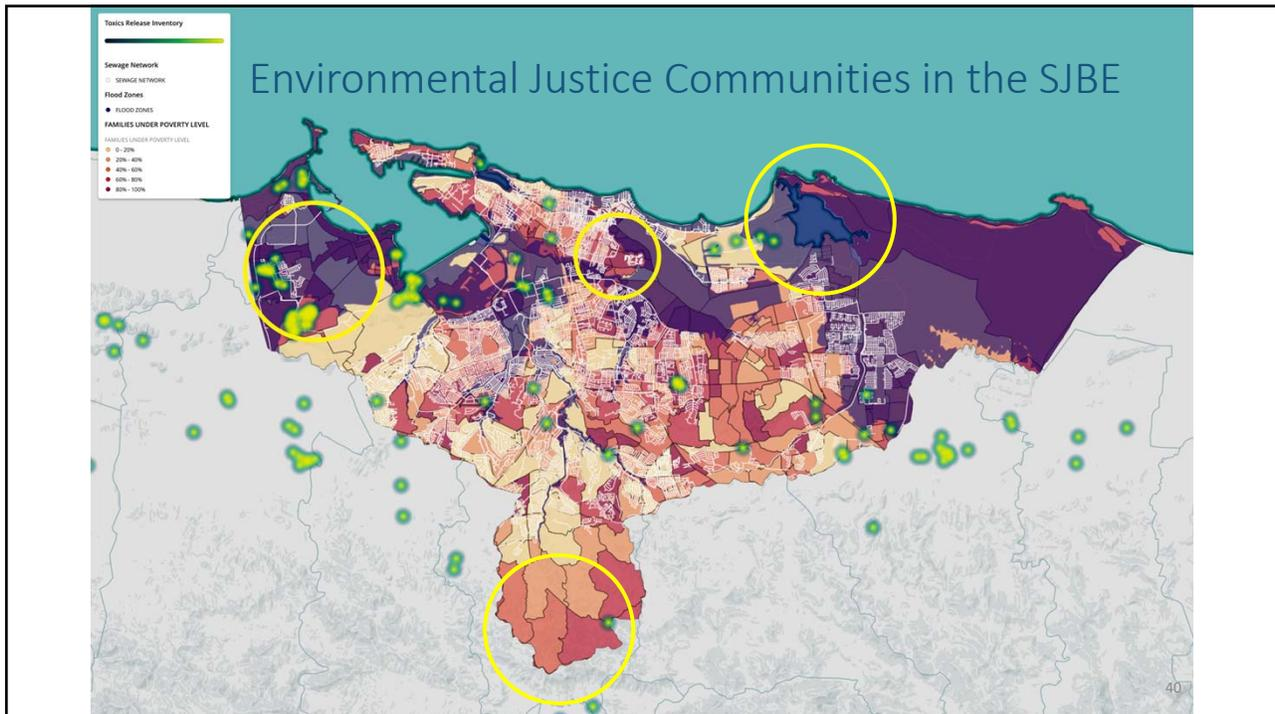 Toxics Release Inventory
Environmental Justice Communities in the SJBE
Sewage Network
SEWAGE NETWORK
Flood Zones
FLOOD ZONES
FAMILIES UNDER POVERTY LEVEL
FAMILIES UNDER POVERTY LEVEL
0 - 20%
20% - 40%
40% - 60%
60% - 80%
80% - 100%
40